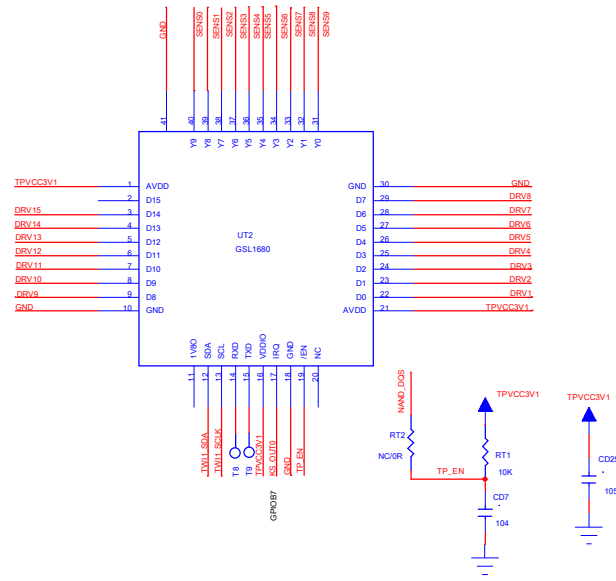 GND
SENS0
SENS1
SENS2
SENS3
SENS4
SENS5
SENS6
SENS7
SENS8
SENS9
41
40
39
38
37
36
35
34
33
32
31
Y9
Y8
Y7
Y6
Y5
Y4
Y3
Y2
Y1
Y0
UT2
GSL1680
TPVCC3V1 1 AVDD
2 D15
DRV15 3 D14
DRV14 4 D13
DRV13 5 D12
DRV12 6 D11
DRV11 7 D10
DRV10 8 D9
DRV9 9 D8
GND 10 GND
GND 30 GND
D7 29 DRV8
D6 28 DRV7
D5 27 DRV6
D4 26 DRV5
D3 25 DRV4
D2 24 DRV3
D1 23 DRV2
D0 22 DRV1
AVDD 21 TPVCC3V1
1V8O
SDA
SCL
RXD
TXD
VDDIO
IRQ
GND
/EN
NC
11
12
13
14
15
16
17
18
19
20
TWI1_SDA
TWI1_SCLK
T8
T9
TPVCC3V1
KS_OUT0
GND
TP_EN
GPIOB7
NAND_DQS
RT2
NC/0R
TP_EN
TPVCC3V1
RT1
10K
CD7
104
TPVCC3V1
CD25
105